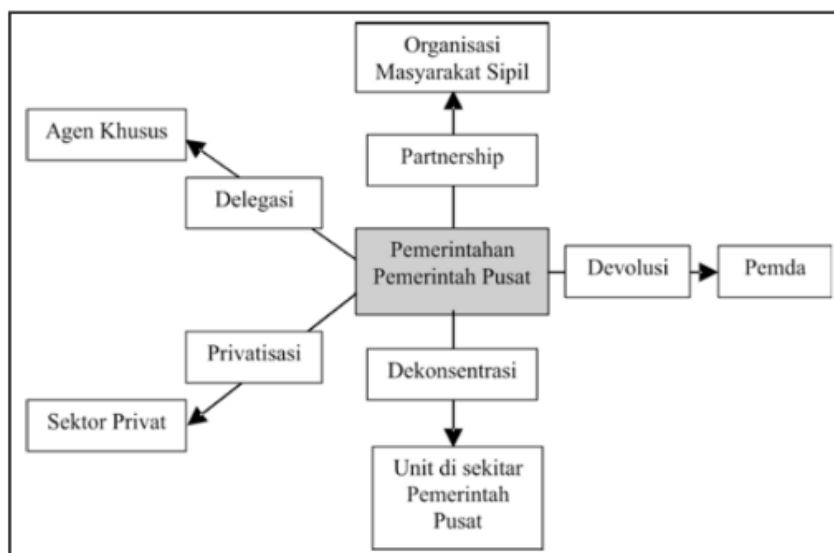 Organisasi
Masyarakat Sipil
Agen Khusus
Partnership
Delegasi
Pemerintahan
Pemerintah Pusat
Devolusi
Pemda
Privatisasi
Dekonsentrasi
Sektor Privat
Unit di sekitar
Pemerintah
Pusat